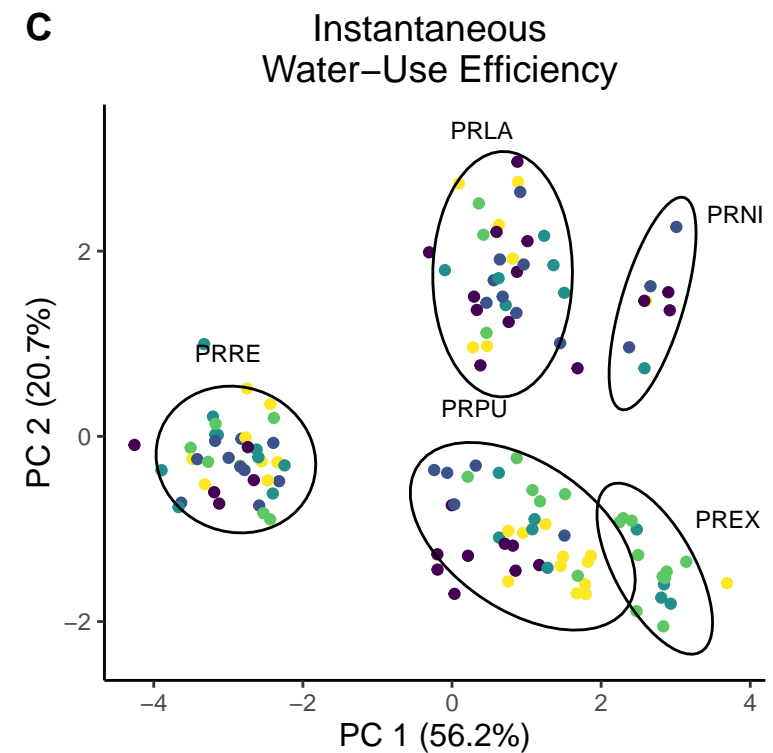 C
Instantaneous
Water–Use Efficiency
PRLA
PRNI
PRRE
PRPU
PREX
2
0
−2
−4
−2
0
2
4
PC 1 (56.2%)
PC 2 (20.7%)